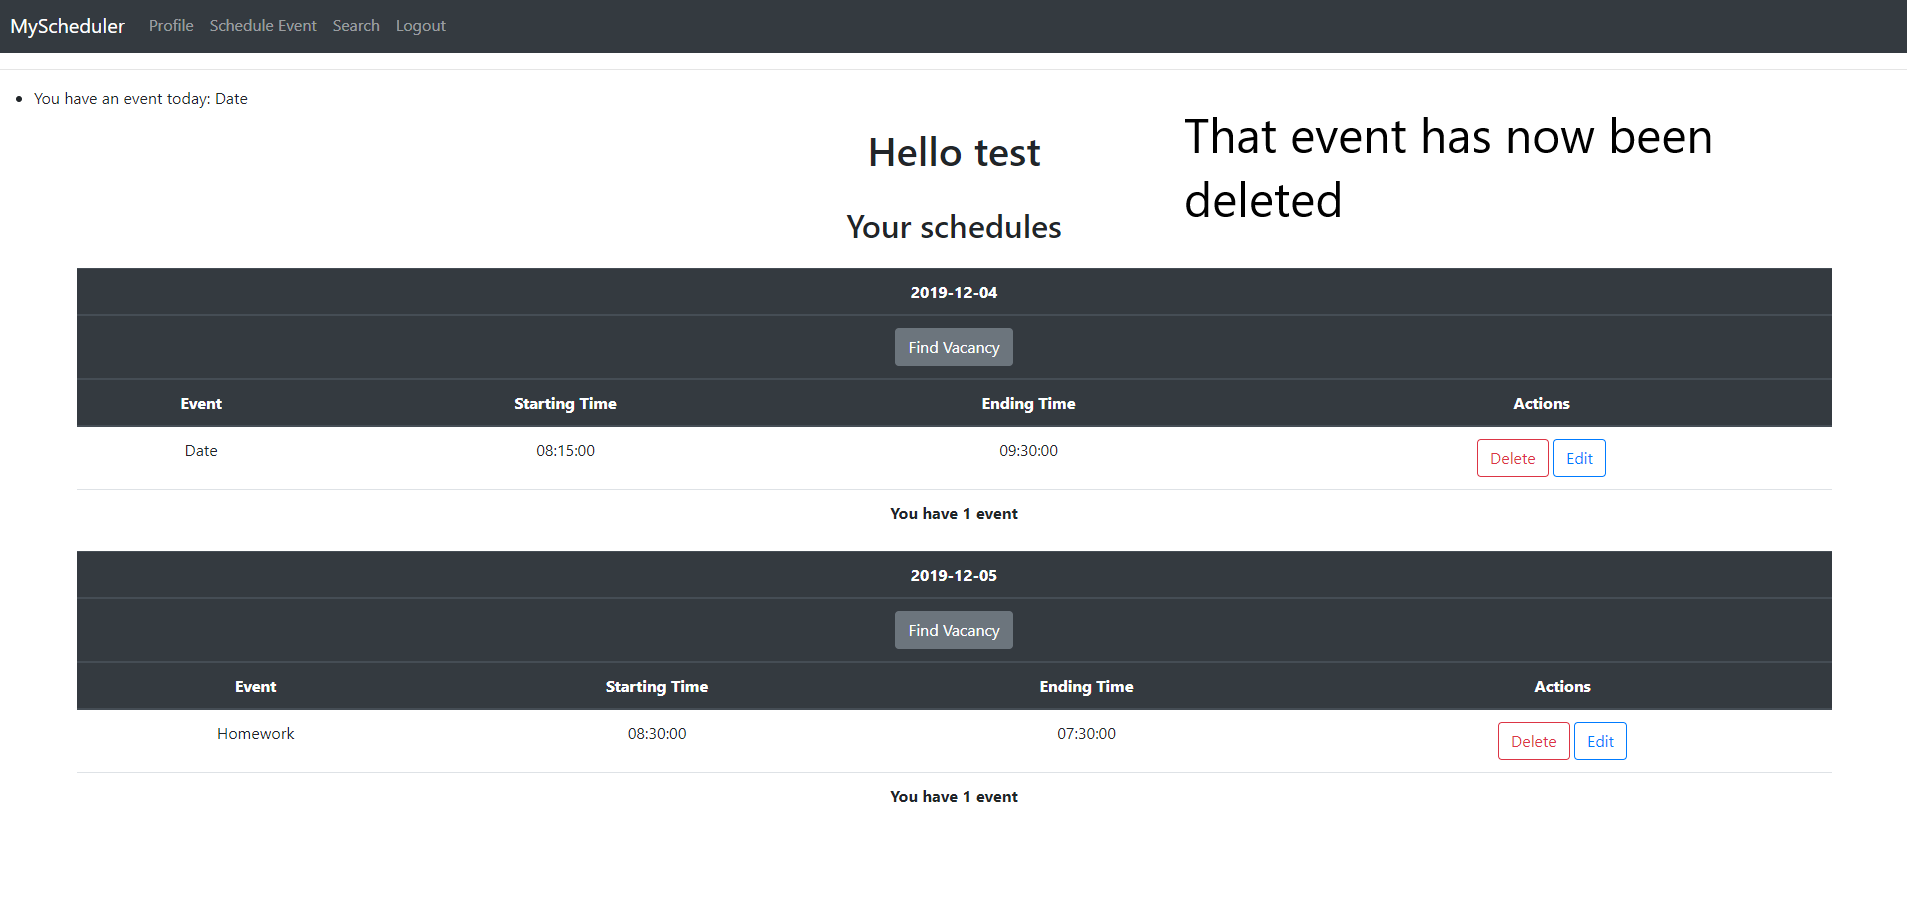 MyScheduler Profile Schedule Event Search Logout
You have an event today: Date
Hello test
That event has now been
deleted
Your schedules
2019-12-04
Find Vacancy
Event Starting Time Ending Time Actions
Date 08:15:00 09:30:00 Delete Edit
You have 1 event
2019-12-05
Find Vacancy
Event Starting Time Ending Time Actions
Homework 08:30:00 07:30:00 Delete Edit
You have 1 event